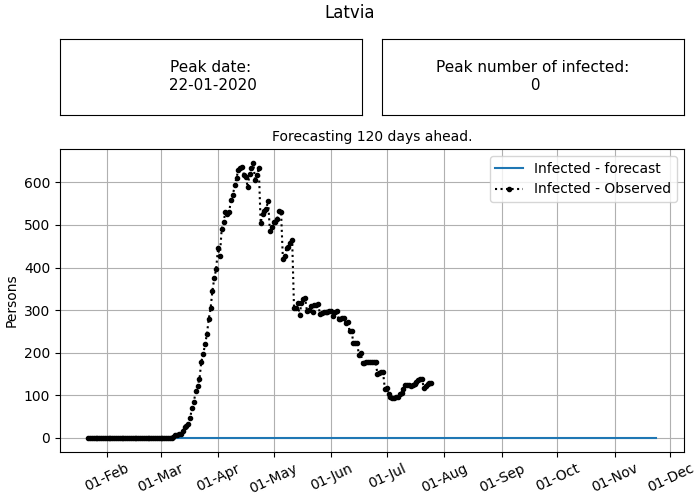 Latvia
Peak date:
22-01-2020
Peak number of infected:
0
Forecasting 120 days ahead.
Infected - forecast
Infected - Observed
Persons
600
500
400
300
200
100
0
01-Feb
01-Mar
01-Apr
01-May
01-Jun
01-Jul
01-Aug
01-Sep
01-Oct
01-Nov
01-Dec